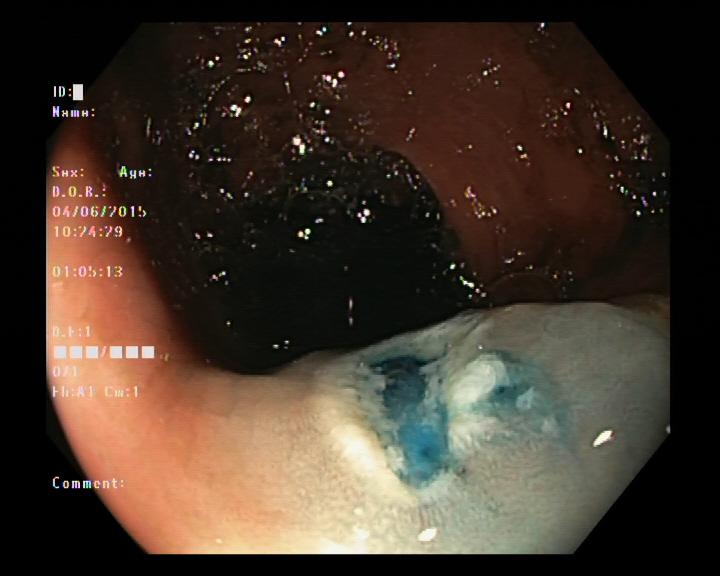 ID:
Name:
Sex: Age:
D.O.B.:
04/06/2015
10:24:29
01:05:13
D.F:1
■■■/■■■
0/1
Eh:A1 Cm:1
Comment: